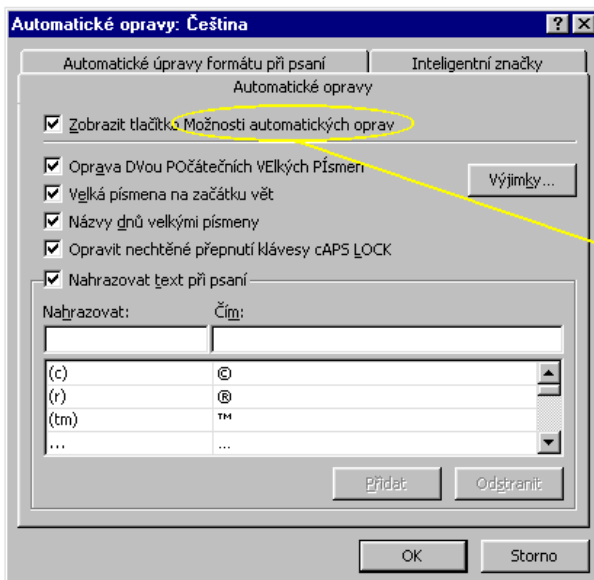 Automatické opravy: Čeština
Automatické úpravy formátu při psaní
Inteligentní značky
Automatické opravy
Zobrazit tlačítko Možnosti automatických oprav
Oprava DVou POčátečních VElkých PÍsmen
Výjimky...
Velká písmena na začátku vět
Názvy dnů velkými písmeny
Opravit nechtěné přepnutí klávesy cAPS LOCK
Nahrazovat text při psaní
Nahrazovat: Čím:
(c) ©
(r) ®
(tm) ™
... ...
Přidat Odstranit
OK Storno